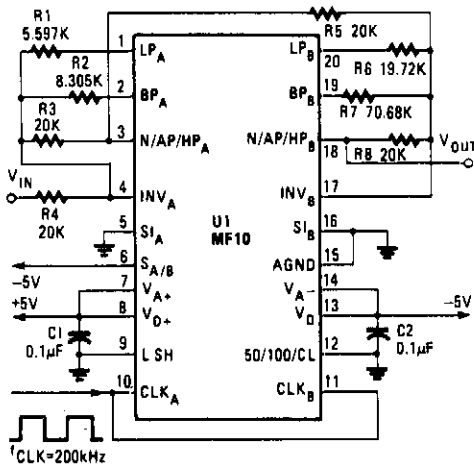 R1
5.597K
R2
8.305K
R3
20K
V_IN
R4
20K
1
2
3
4
5
6
7
8
9
10
-5V
+5V
C1
0.1µF
fCLK=200kHz
LP_A
BP_A
N/AP/HP_A
INV_A
SI_A
S_A/B
V_A+
V_D+
L SH
CLK_A
U1
MF10
LP_B
BP_B
N/AP/HP_B
INV_B
SI_B
AGND
V_A-
V_D
50/100/CL
CLK_B
20
19
18
17
16
15
14
13
12
11
R5 20K
R6 19.72K
R7 70.68K
V_OUT
R8 20K
-5V
C2
0.1µF